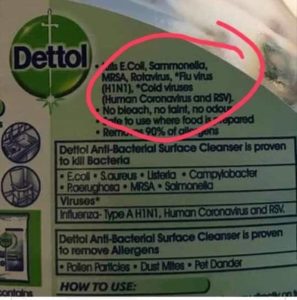 Dettol
• Kills E.Coli, Salmonella,
MRSA, Rotavirus, *Flu virus
(H1N1), *Cold viruses
(Human Coronavirus and RSV).
• No bleach, no taint, no odour
• Safe to use where food is prepared
• Removes 90% of allergens
Dettol Anti-Bacterial Surface Cleanser is proven
to kill Bacteria
• E.coli • S.aureus • Listeria • Campylobacter
• P.aeruginosa • MRSA • Salmonella
Viruses*
Influenza-Type A H1N1, Human Coronavirus and RSV.
Dettol Anti-Bacterial Surface Cleanser is proven
to remove Allergens
• Pollen Particles • Dust Mites • Pet Dander
HOW TO USE: